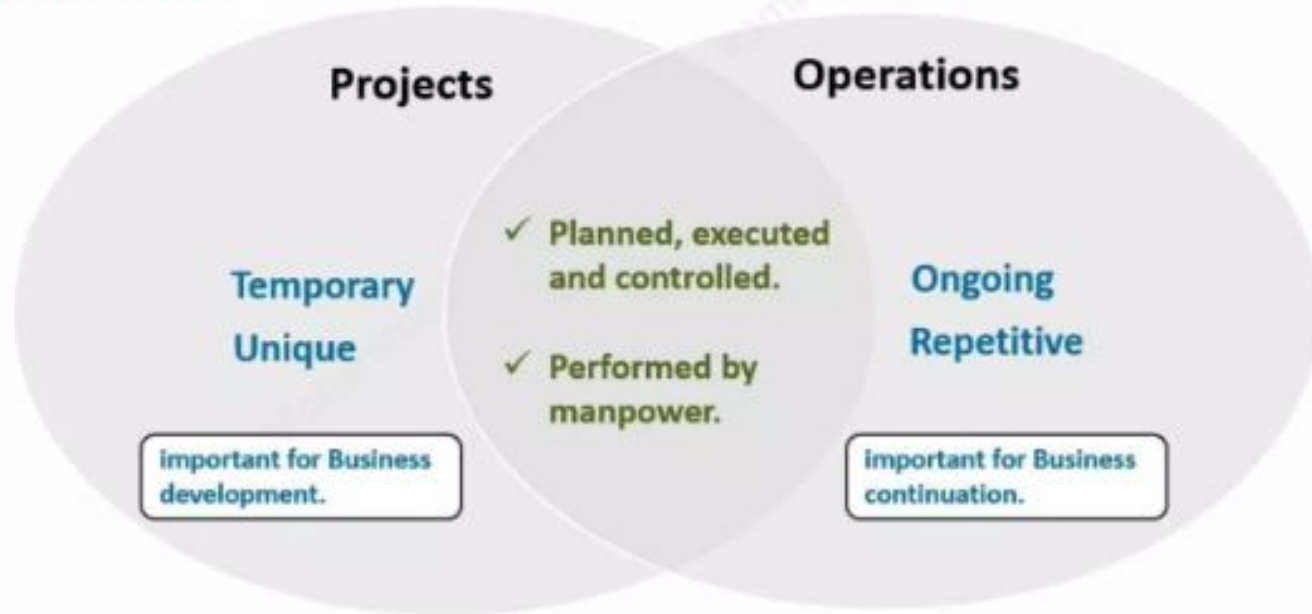 Projects
Operations
Temporary
Unique
✓ Planned, executed
and controlled.
✓ Performed by
manpower.
Ongoing
Repetitive
important for Business
development.
important for Business
continuation.